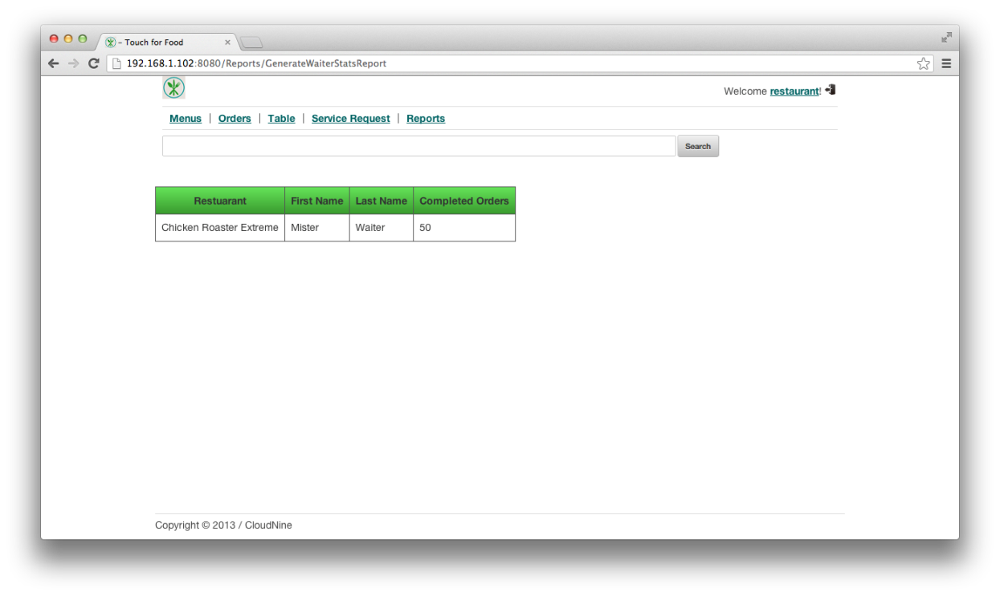 – Touch for Food
192.168.1.102:8080/Reports/GenerateWaiterStatsReport
Welcome restaurant!
Menus | Orders | Table | Service Request | Reports
Search
Restuarant First Name Last Name Completed Orders
Chicken Roaster Extreme Mister Waiter 50
Copyright © 2013 / CloudNine